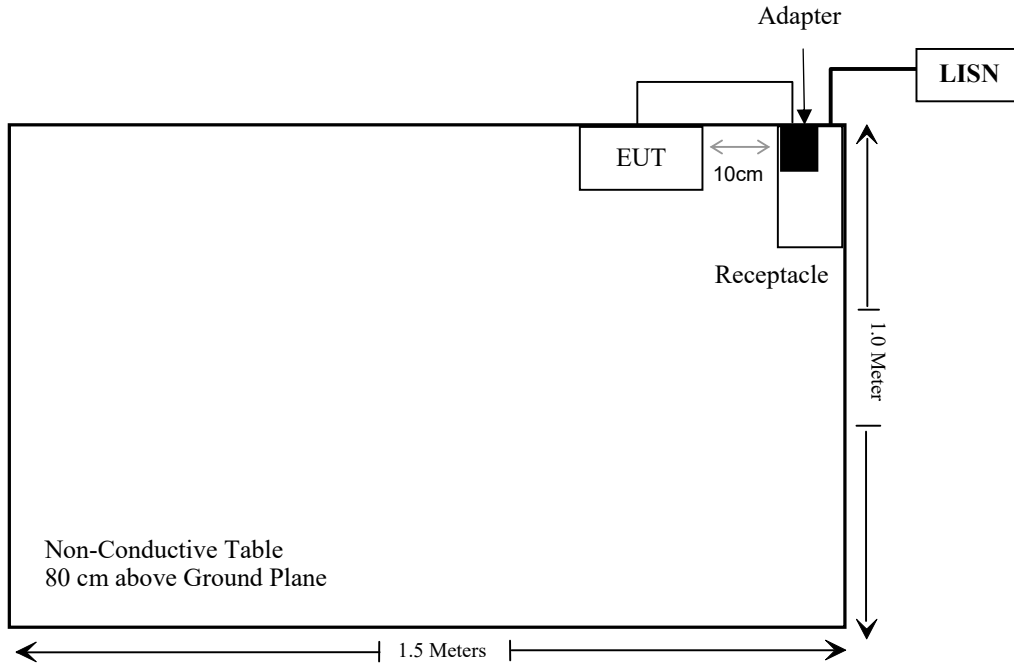 Adapter
LISN
EUT
10cm
Receptacle
1.0 Meter
Non-Conductive Table
80 cm above Ground Plane
1.5 Meters